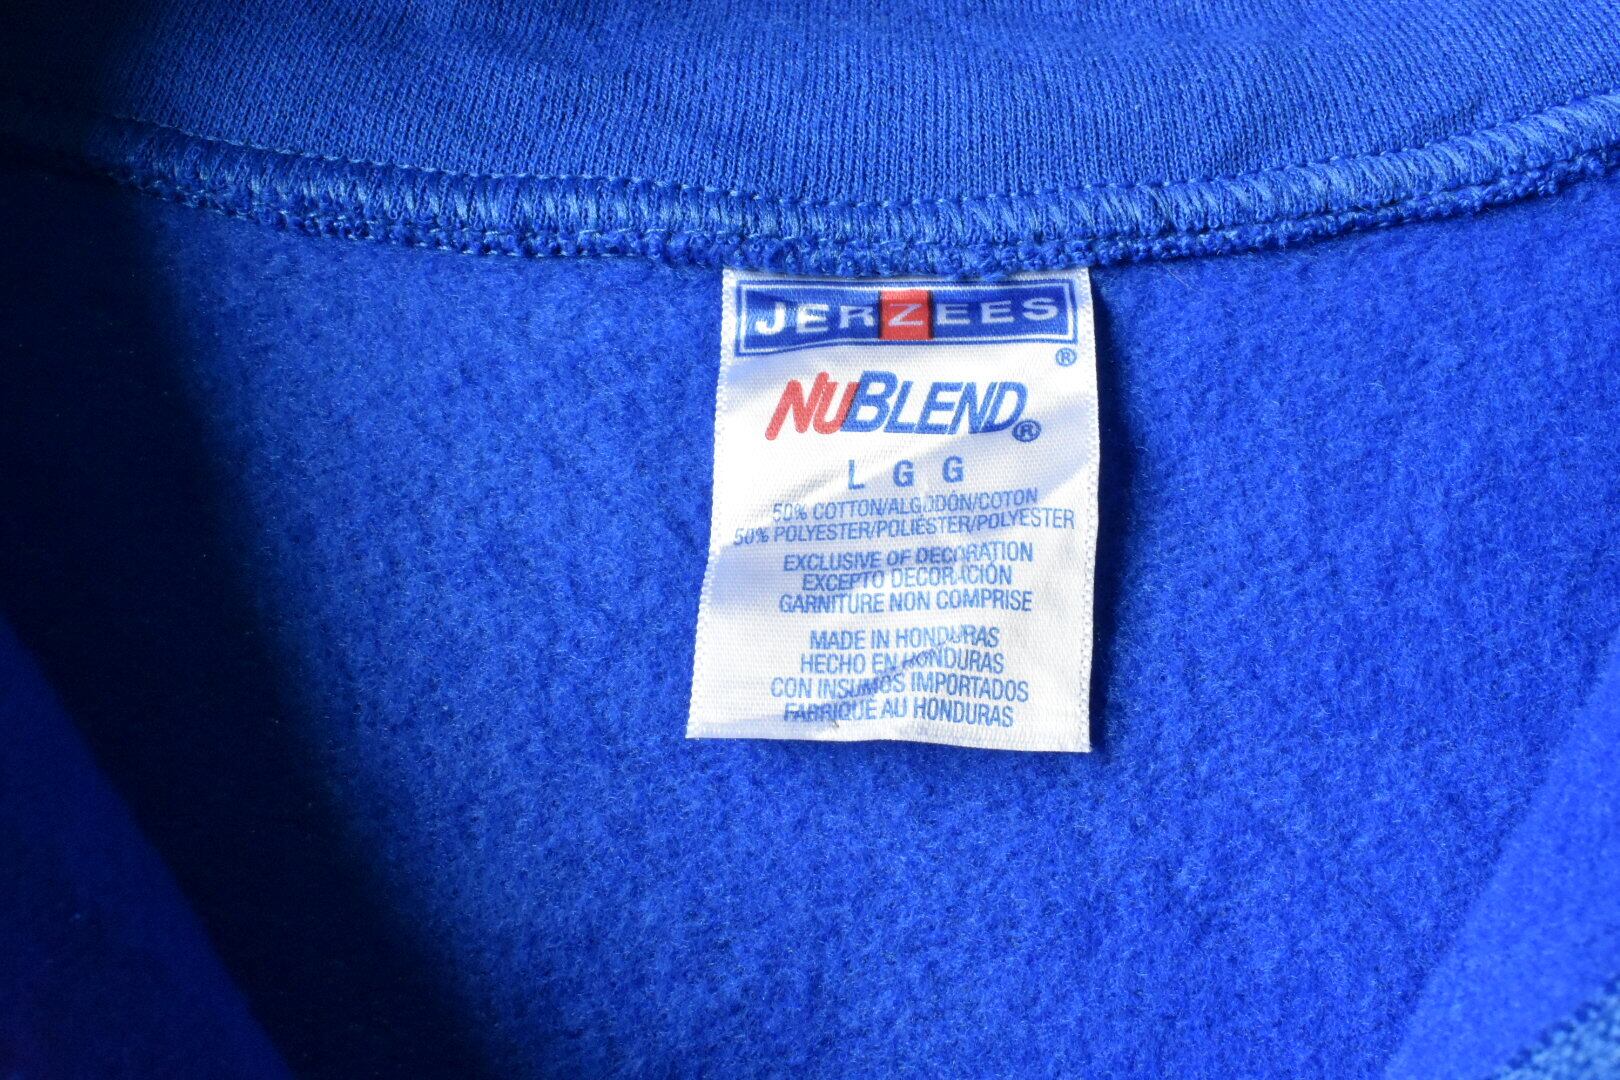 JERZEES
®
NUBLEND®
L G G
50% COTTON/ALGODÓN/COTON
50% POLYESTER/POLIÉSTER/POLYESTER
EXCLUSIVE OF DECORATION
EXCEPTO DECORACIÓN
GARNITURE NON COMPRISE
MADE IN HONDURAS
HECHO EN HONDURAS
CON INSUMOS IMPORTADOS
FABRIQUÉ AU HONDURAS